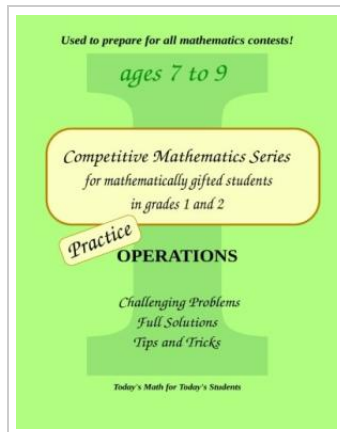 Used to prepare for all mathematics contests!
ages 7 to 9
Competitive Mathematics Series
for mathematically gifted students
in grades 1 and 2
Practice
OPERATIONS
Challenging Problems
Full Solutions
Tips and Tricks
Today's Math for Today's Students